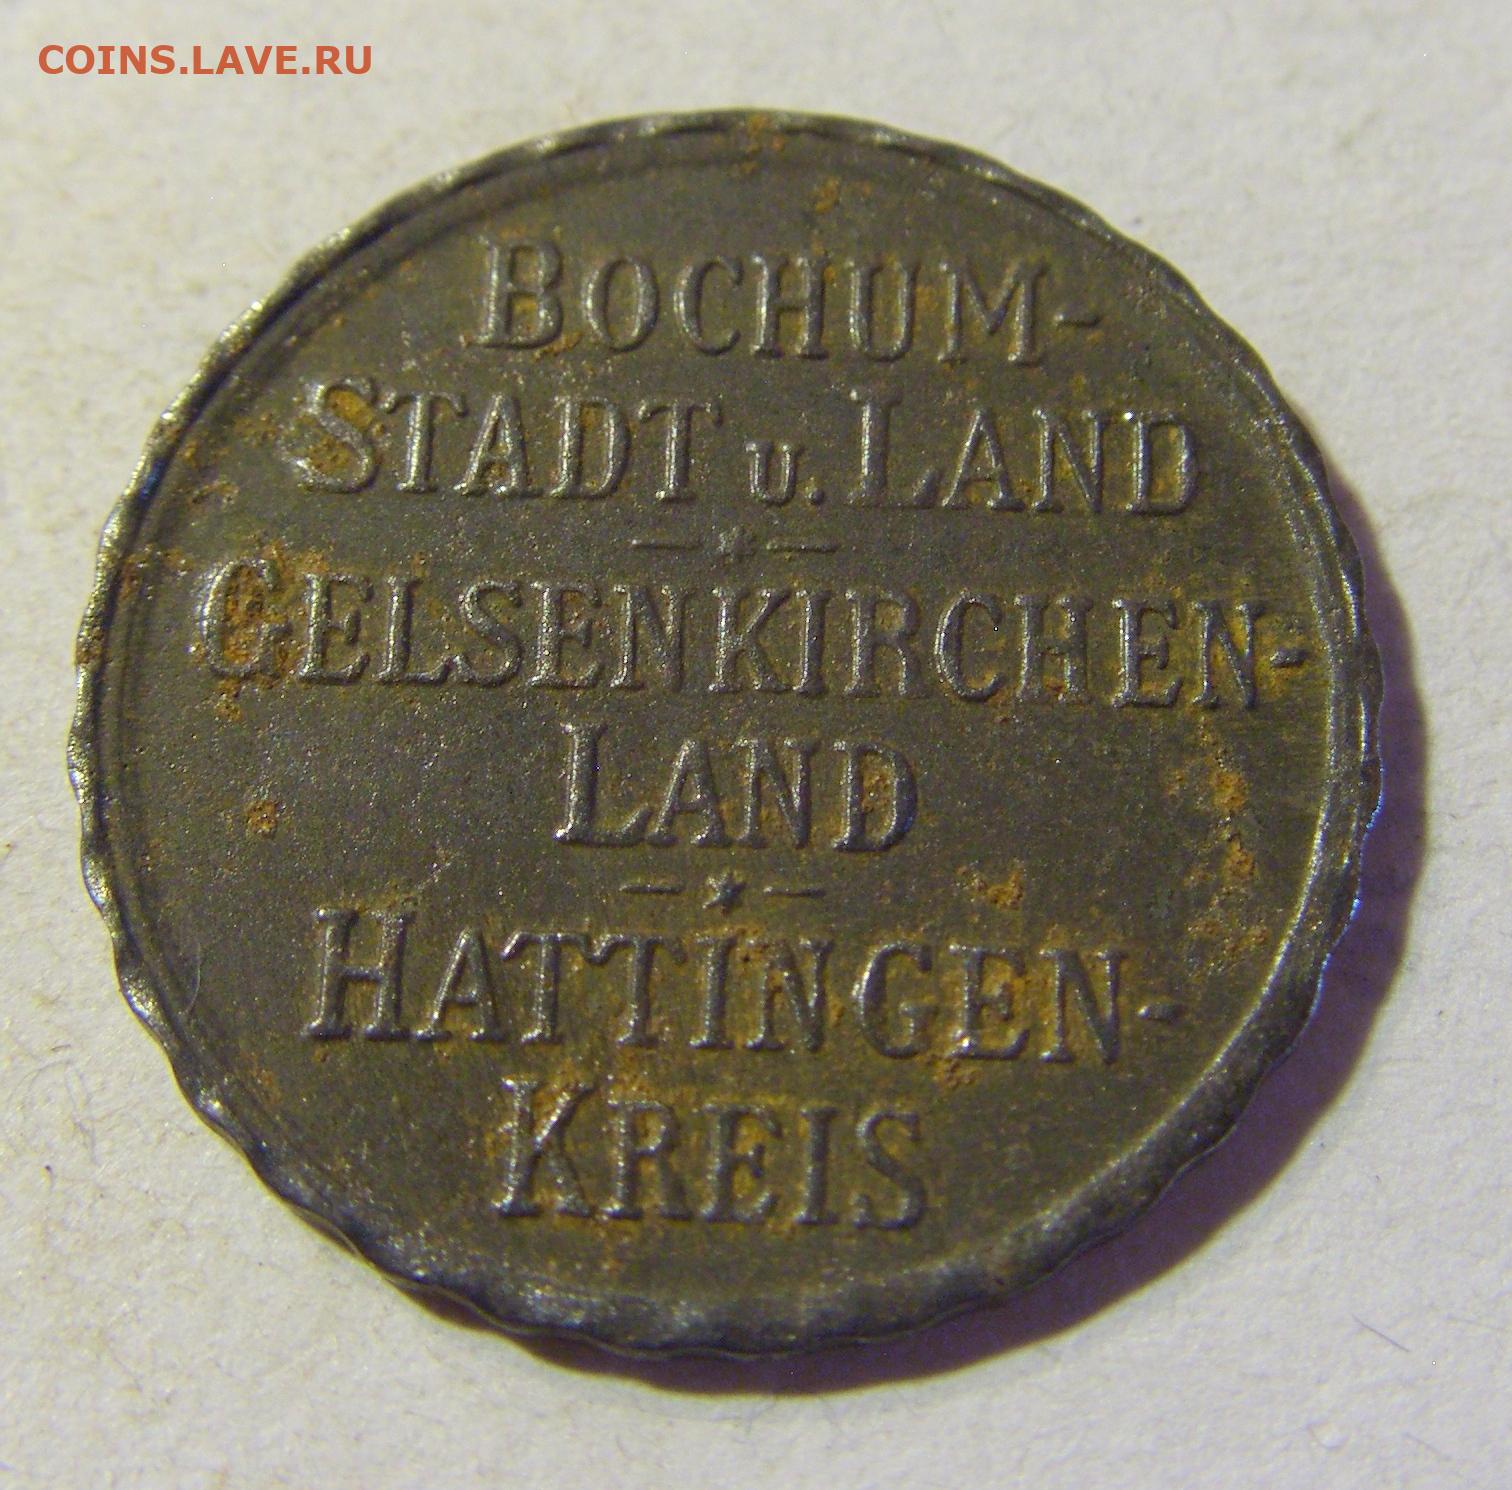 COINS.LAVE.RU
BOCHUM-
STADT U. LAND
GELSENKIRCHEN-
LAND
HATTINGEN-
KREIS